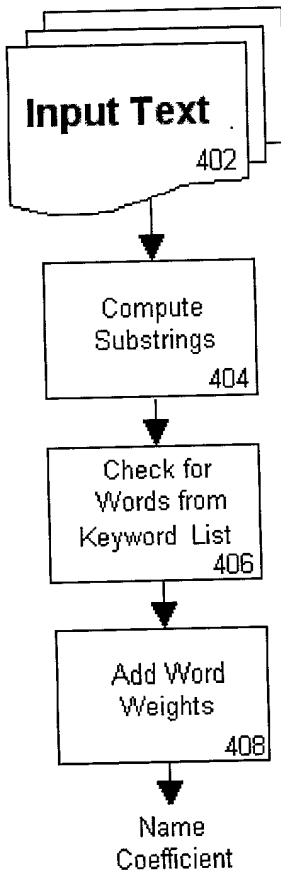 Input Text
402
Compute
Substrings
404
Check for
Words from
Keyword List
406
Add Word
Weights
408
Name
Coefficient